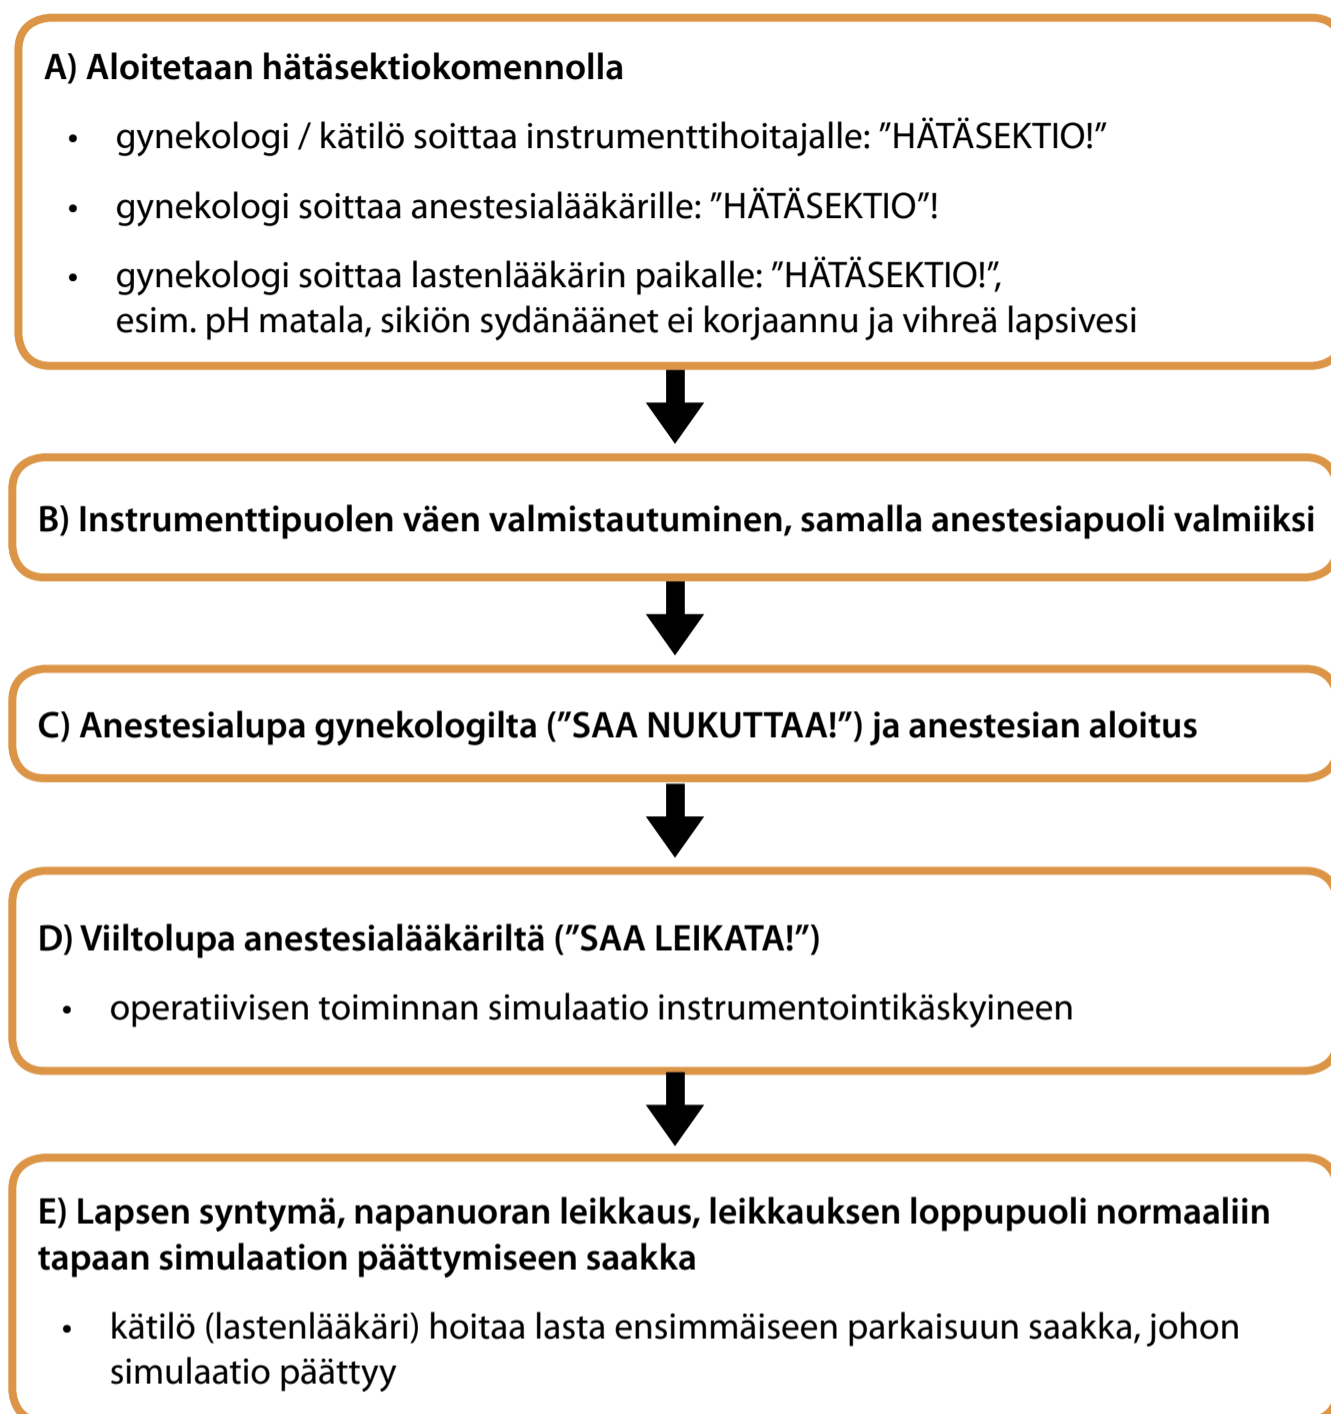 A) Aloitetaan hätäsektiokomennolla
• gynekologi / kätilö soittaa instrumenttihoitajalle: ”HÄTÄSEKTIO!”
• gynekologi soittaa anestesialääkärille: ”HÄTÄSEKTIO”!
• gynekologi soittaa lastenlääkärin paikalle: ”HÄTÄSEKTIO!”,
esim. pH matala, sikiön sydänäänet ei korjaannu ja vihreä lapsivesi
B) Instrumenttipuolen väen valmistautuminen, samalla anestesiapuoli valmiiksi
C) Anestesialupa gynekologilta (”SAA NUKUTTAA!”) ja anestesian aloitus
D) Viiltolupa anestesialääkäriltä (”SAA LEIKATA!”)
• operatiivisen toiminnan simulaatio instrumentointikäskyineen
E) Lapsen syntymä, napanuoran leikkaus, leikkauksen loppupuoli normaaliin
tapaan simulaation päättymiseen saakka
• kätilö (lastenlääkäri) hoitaa lasta ensimmäiseen parkaisuun saakka, johon
simulaatio päättyy